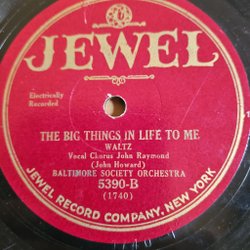 JEWEL
Electrically
Recorded
THE BIG THINGS IN LIFE TO ME
WALTZ
Vocal Chorus John Raymond
(John Howard)
BALTIMORE SOCIETY ORCHESTRA
5390-B
(1740)
JEWEL RECORD COMPANY, NEW YORK